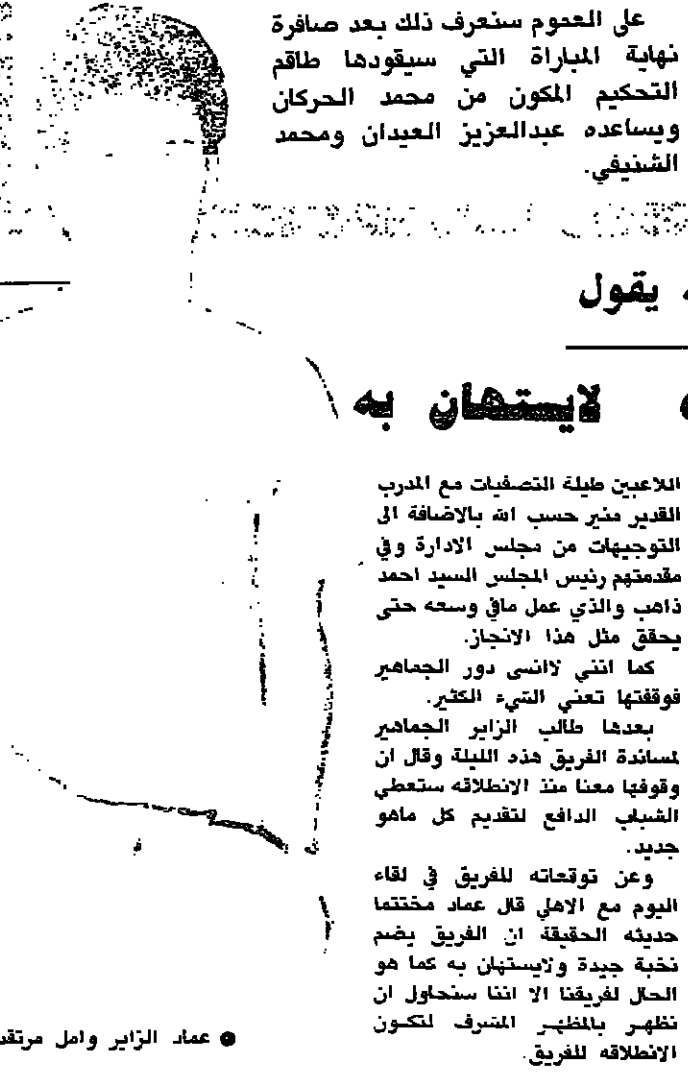 على العموم سنعرف ذلك بعد صافرة
نهاية المباراة التي سيقودها طاقم
التحكيم المكون من محمد الحركان
ويساعده عبدالعزيز العيدان ومحمد
الشنيفي.
يقول
لايستهان به
اللاعبين طيلة التصفيات مع المدرب
القدير منير حسب الله بالاضافة الى
التوجيهات من مجلس الادارة وفي
مقدمتهم رئيس المجلس السيد احمد
ذاهب والذي عمل مافي وسعه حتى
يحقق مثل هذا الانجاز.
كما انني لاانسى دور الجماهير
فوقفتها تعني الشيء الكثير.
بعدها طالب الزاير الجماهير
لمساندة الفريق هذه الليلة وقال ان
وقوفها معنا منذ الانطلاقه ستعطي
الشباب الدافع لتقديم كل ماهو
جديد.
وعن توقعاته للفريق في لقاء
اليوم مع الاهلي قال عماد مختتما
حديثه الحقيقة ان الفريق يضم
نخبة جيدة ولايستهان به كما هو
الحال لفريقنا الا اننا سنحاول ان
نظهر بالمظهر المشرف لتكون
الانطلاقه للفريق.
● عماد الزاير وامل مرتقد